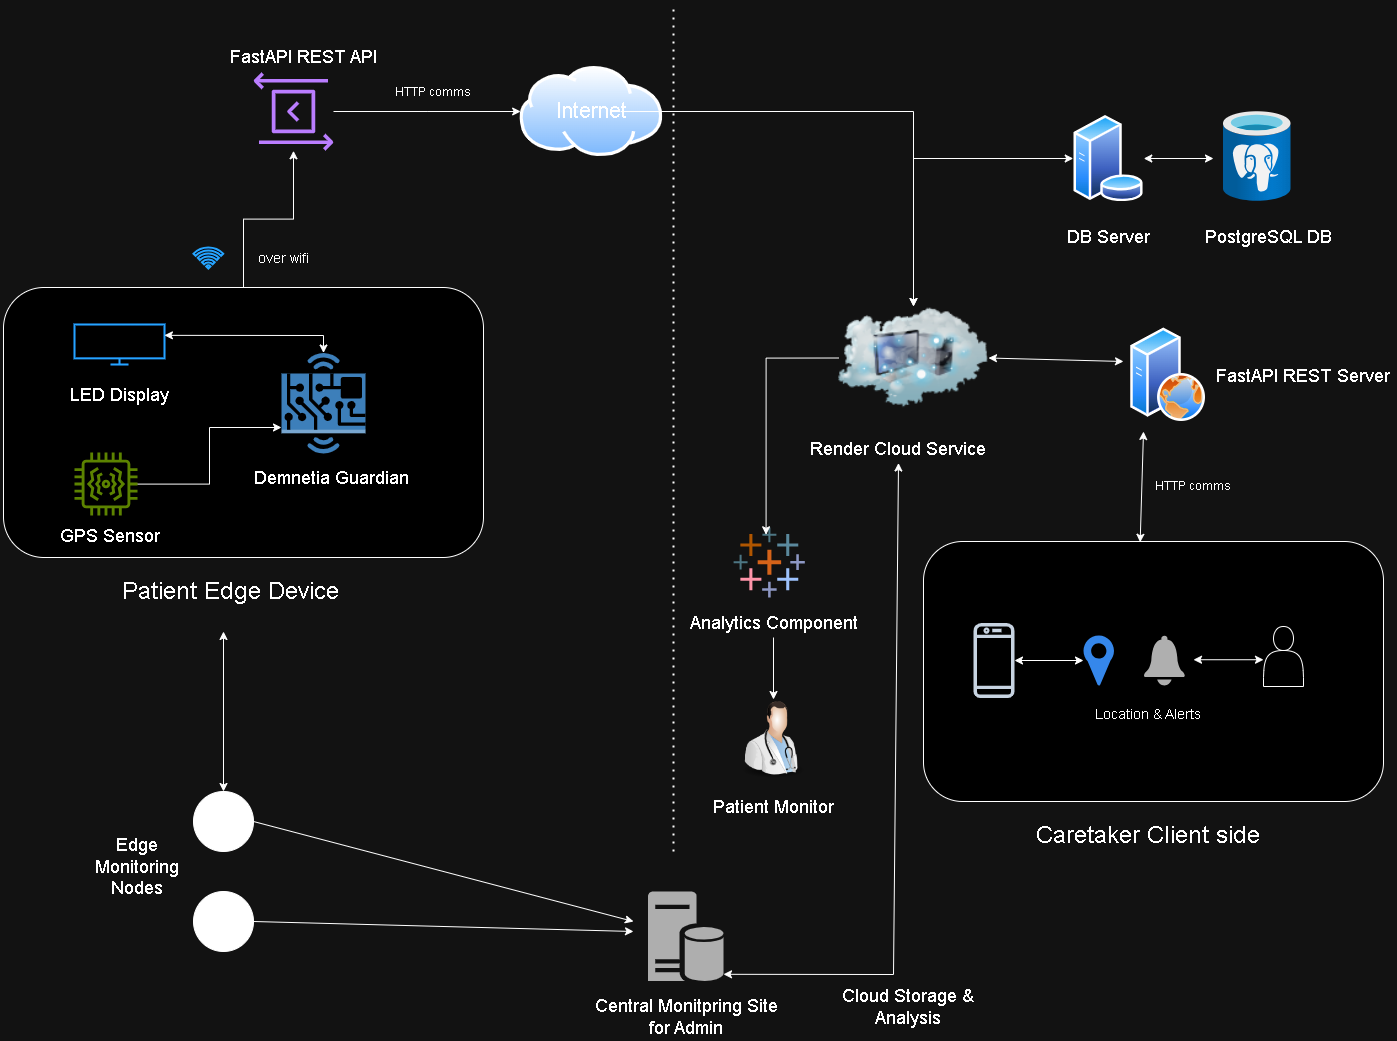 FastAPI REST API
HTTP comms
Internet
over wifi
DB Server
PostgreSQL DB
LED Display
Demnetia Guardian
GPS Sensor
Patient Edge Device
FastAPI REST Server
Render Cloud Service
HTTP comms
Analytics Component
Location & Alerts
Patient Monitor
Caretaker Client side
Edge
Monitoring
Nodes
Central Monitpring Site
for Admin
Cloud Storage &
Analysis